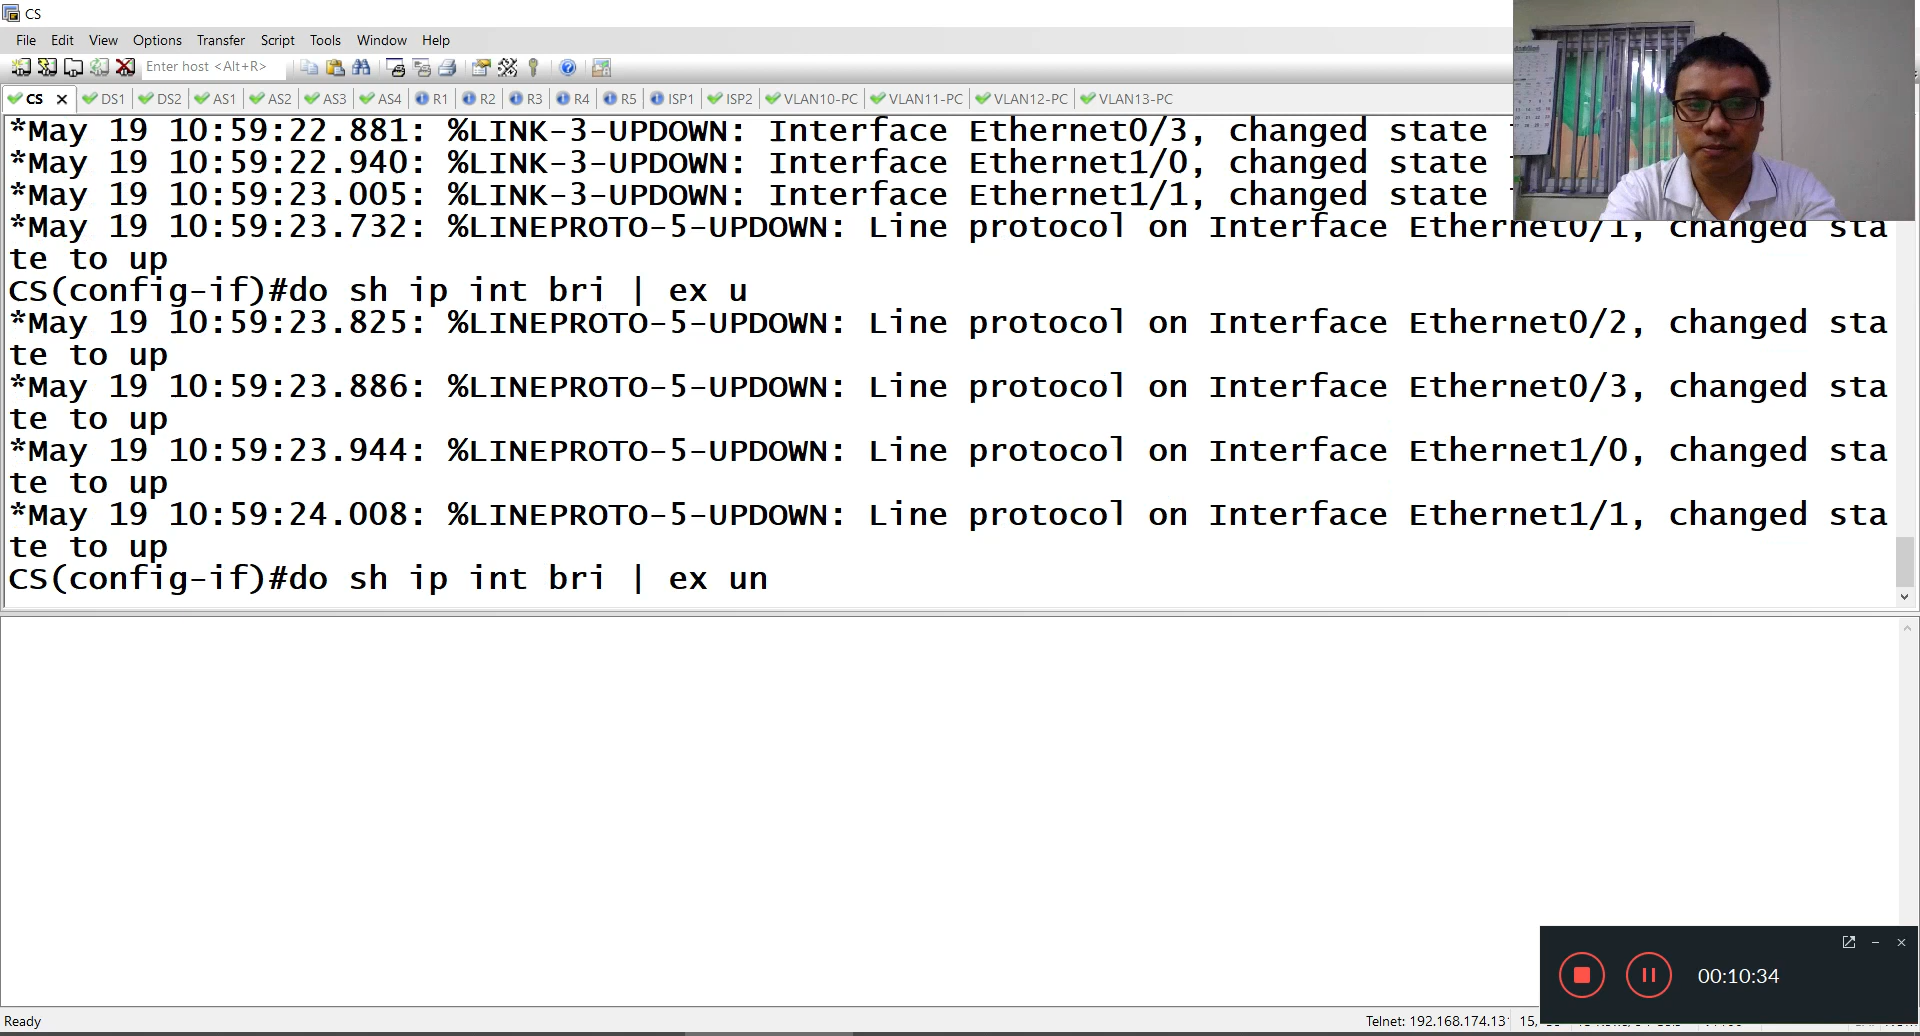 CS
File Edit View Options Transfer Script Tools Window Help
Enter host <Alt+R>
CS DS1 DS2 AS1 AS2 AS3 AS4 R1 R2 R3 R4 R5 ISP1 ISP2 VLAN10-PC VLAN11-PC VLAN12-PC VLAN13-PC
*May 19 10:59:22.881: %LINK-3-UPDOWN: Interface Ethernet0/3, changed state
*May 19 10:59:22.940: %LINK-3-UPDOWN: Interface Ethernet1/0, changed state
*May 19 10:59:23.005: %LINK-3-UPDOWN: Interface Ethernet1/1, changed state
*May 19 10:59:23.732: %LINEPROTO-5-UPDOWN: Line protocol on Interface Ethernet0/1, changed sta
te to up
CS(config-if)#do sh ip int bri | ex u
*May 19 10:59:23.825: %LINEPROTO-5-UPDOWN: Line protocol on Interface Ethernet0/2, changed sta
te to up
*May 19 10:59:23.886: %LINEPROTO-5-UPDOWN: Line protocol on Interface Ethernet0/3, changed sta
te to up
*May 19 10:59:23.944: %LINEPROTO-5-UPDOWN: Line protocol on Interface Ethernet1/0, changed sta
te to up
*May 19 10:59:24.008: %LINEPROTO-5-UPDOWN: Line protocol on Interface Ethernet1/1, changed sta
te to up
CS(config-if)#do sh ip int bri | ex un
00:10:34
Ready
Telnet: 192.168.174.13 15,